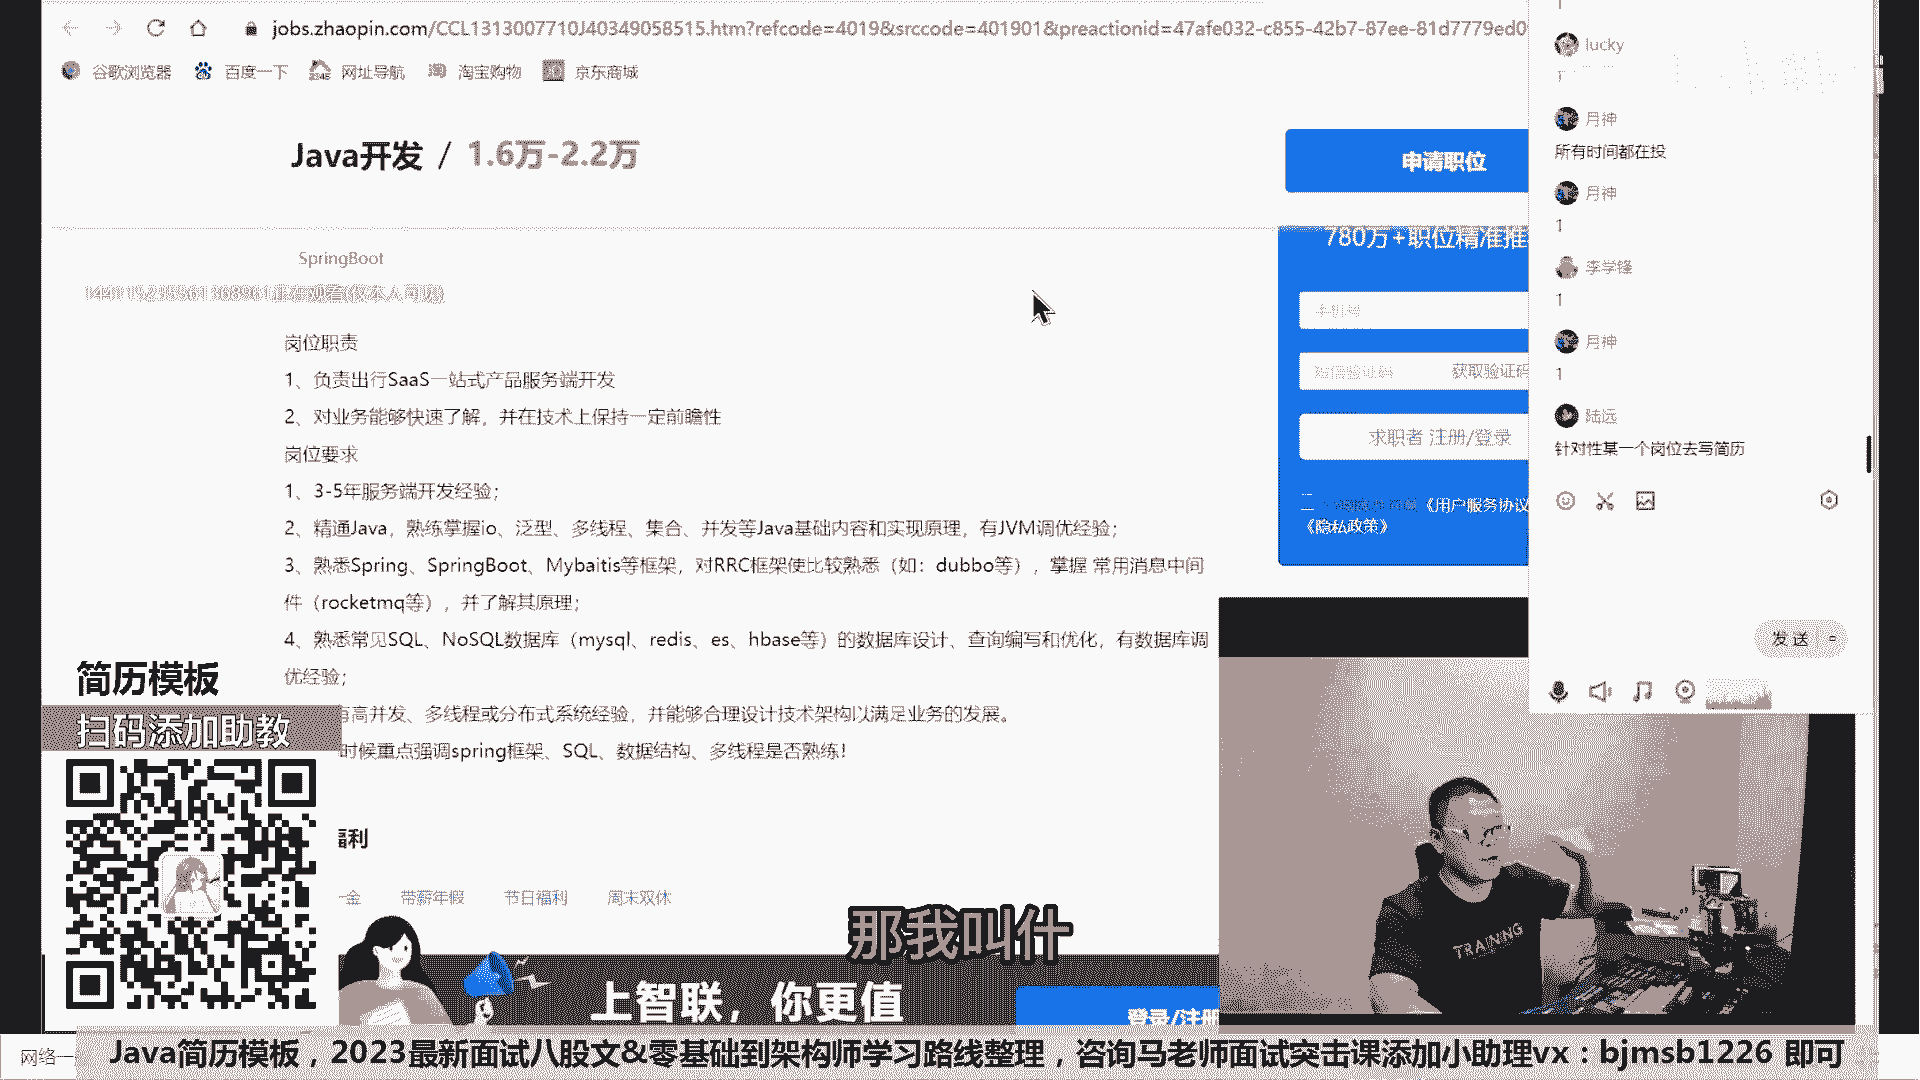 jobs.zhaopin.com/CCL1313007710J40349058515.htm?refcode=4019&srccode=401901&preactionid=47afe032-c855-42b7-87ee-81d7779ed0
谷歌浏览器 百度一下 网址导航 淘宝购物 京东商城
Java开发 / 1.6万-2.2万
申请职位
SpringBoot
岗位职责
1、负责出行SaaS一站式产品服务端开发
2、对业务能够快速了解，并在技术上保持一定前瞻性
岗位要求
1、3-5年服务端开发经验；
2、精通Java，熟练掌握io、泛型、多线程、集合、并发等Java基础内容和实现原理，有JVM调优经验；
3、熟悉Spring、SpringBoot、Mybaitis等框架，对RRC框架使比较熟悉（如：dubbo等），掌握 常用消息中间
件（rocketmq等），并了解其原理；
4、熟悉常见SQL、NoSQL数据库（mysql、redis、es、hbase等）的数据库设计、查询编写和优化，有数据库调
优经验；
有高并发、多线程或分布式系统经验，并能够合理设计技术架构以满足业务的发展。
时候重点强调spring框架、SQL、数据结构、多线程是否熟练！
福利
一金 带薪年假 节日福利 周末双休
780万+职位精准推
手机号
短信验证码 获取验证码
求职者 注册/登录
《用户服务协议
《隐私政策》
1
lucky
1
月神
所有时间都在投
月神
1
李学锋
1
月神
1
陆远
针对性某一个岗位去写简历
发送
简历模板
扫码添加助教
那我叫什
上智联，你更值
登录/注册
TRAINING
网络一
Java简历模板，2023最新面试八股文&零基础到架构师学习路线整理，咨询马老师面试突击课添加小助理vx：bjmsb1226 即可